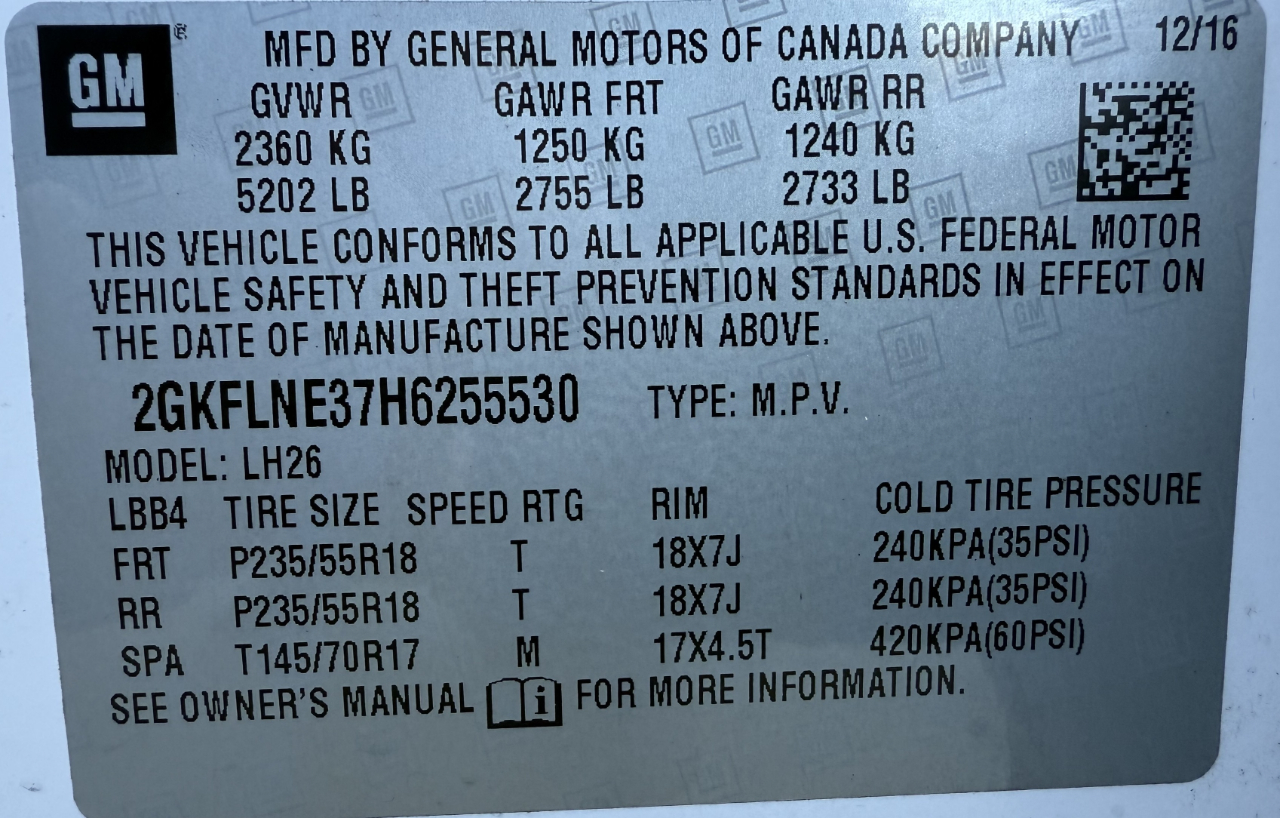 GM ® MFD BY GENERAL MOTORS OF CANADA COMPANY 12/16
GVWR GAWR FRT GAWR RR
2360 KG 1250 KG 1240 KG
5202 LB 2755 LB 2733 LB
THIS VEHICLE CONFORMS TO ALL APPLICABLE U.S. FEDERAL MOTOR
VEHICLE SAFETY AND THEFT PREVENTION STANDARDS IN EFFECT ON
THE DATE OF MANUFACTURE SHOWN ABOVE.
2GKFLNE37H6255530 TYPE: M.P.V.
MODEL: LH26
LBB4 TIRE SIZE SPEED RTG RIM COLD TIRE PRESSURE
FRT P235/55R18 T 18X7J 240KPA(35PSI)
RR P235/55R18 T 18X7J 240KPA(35PSI)
SPA T145/70R17 M 17X4.5T 420KPA(60PSI)
SEE OWNER'S MANUAL i FOR MORE INFORMATION.